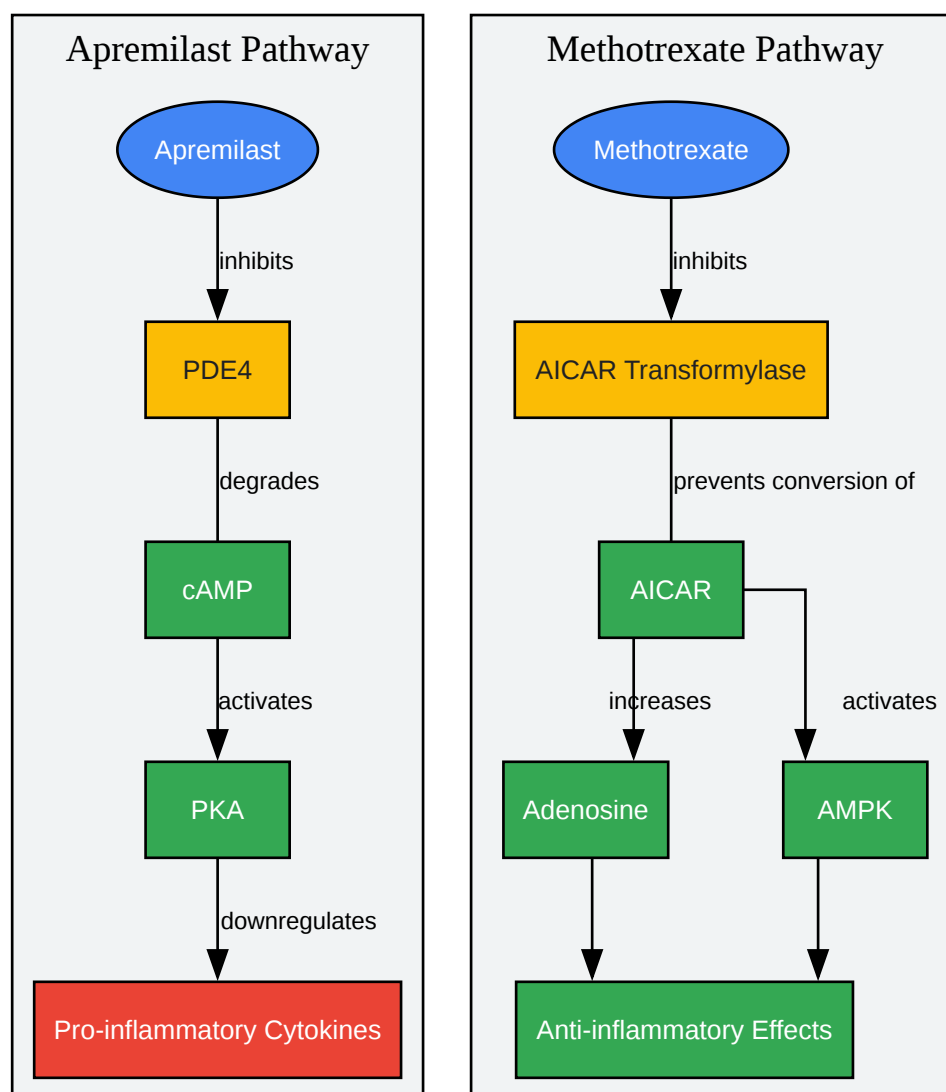 Apremilast Pathway
Apremilast
inhibits
PDE4
degrades
cAMP
activates
PKA
downregulates
Pro-inflammatory Cytokines
Methotrexate Pathway
Methotrexate
inhibits
AICAR Transformylase
prevents conversion of
AICAR
increases
activates
Adenosine
AMPK
Anti-inflammatory Effects